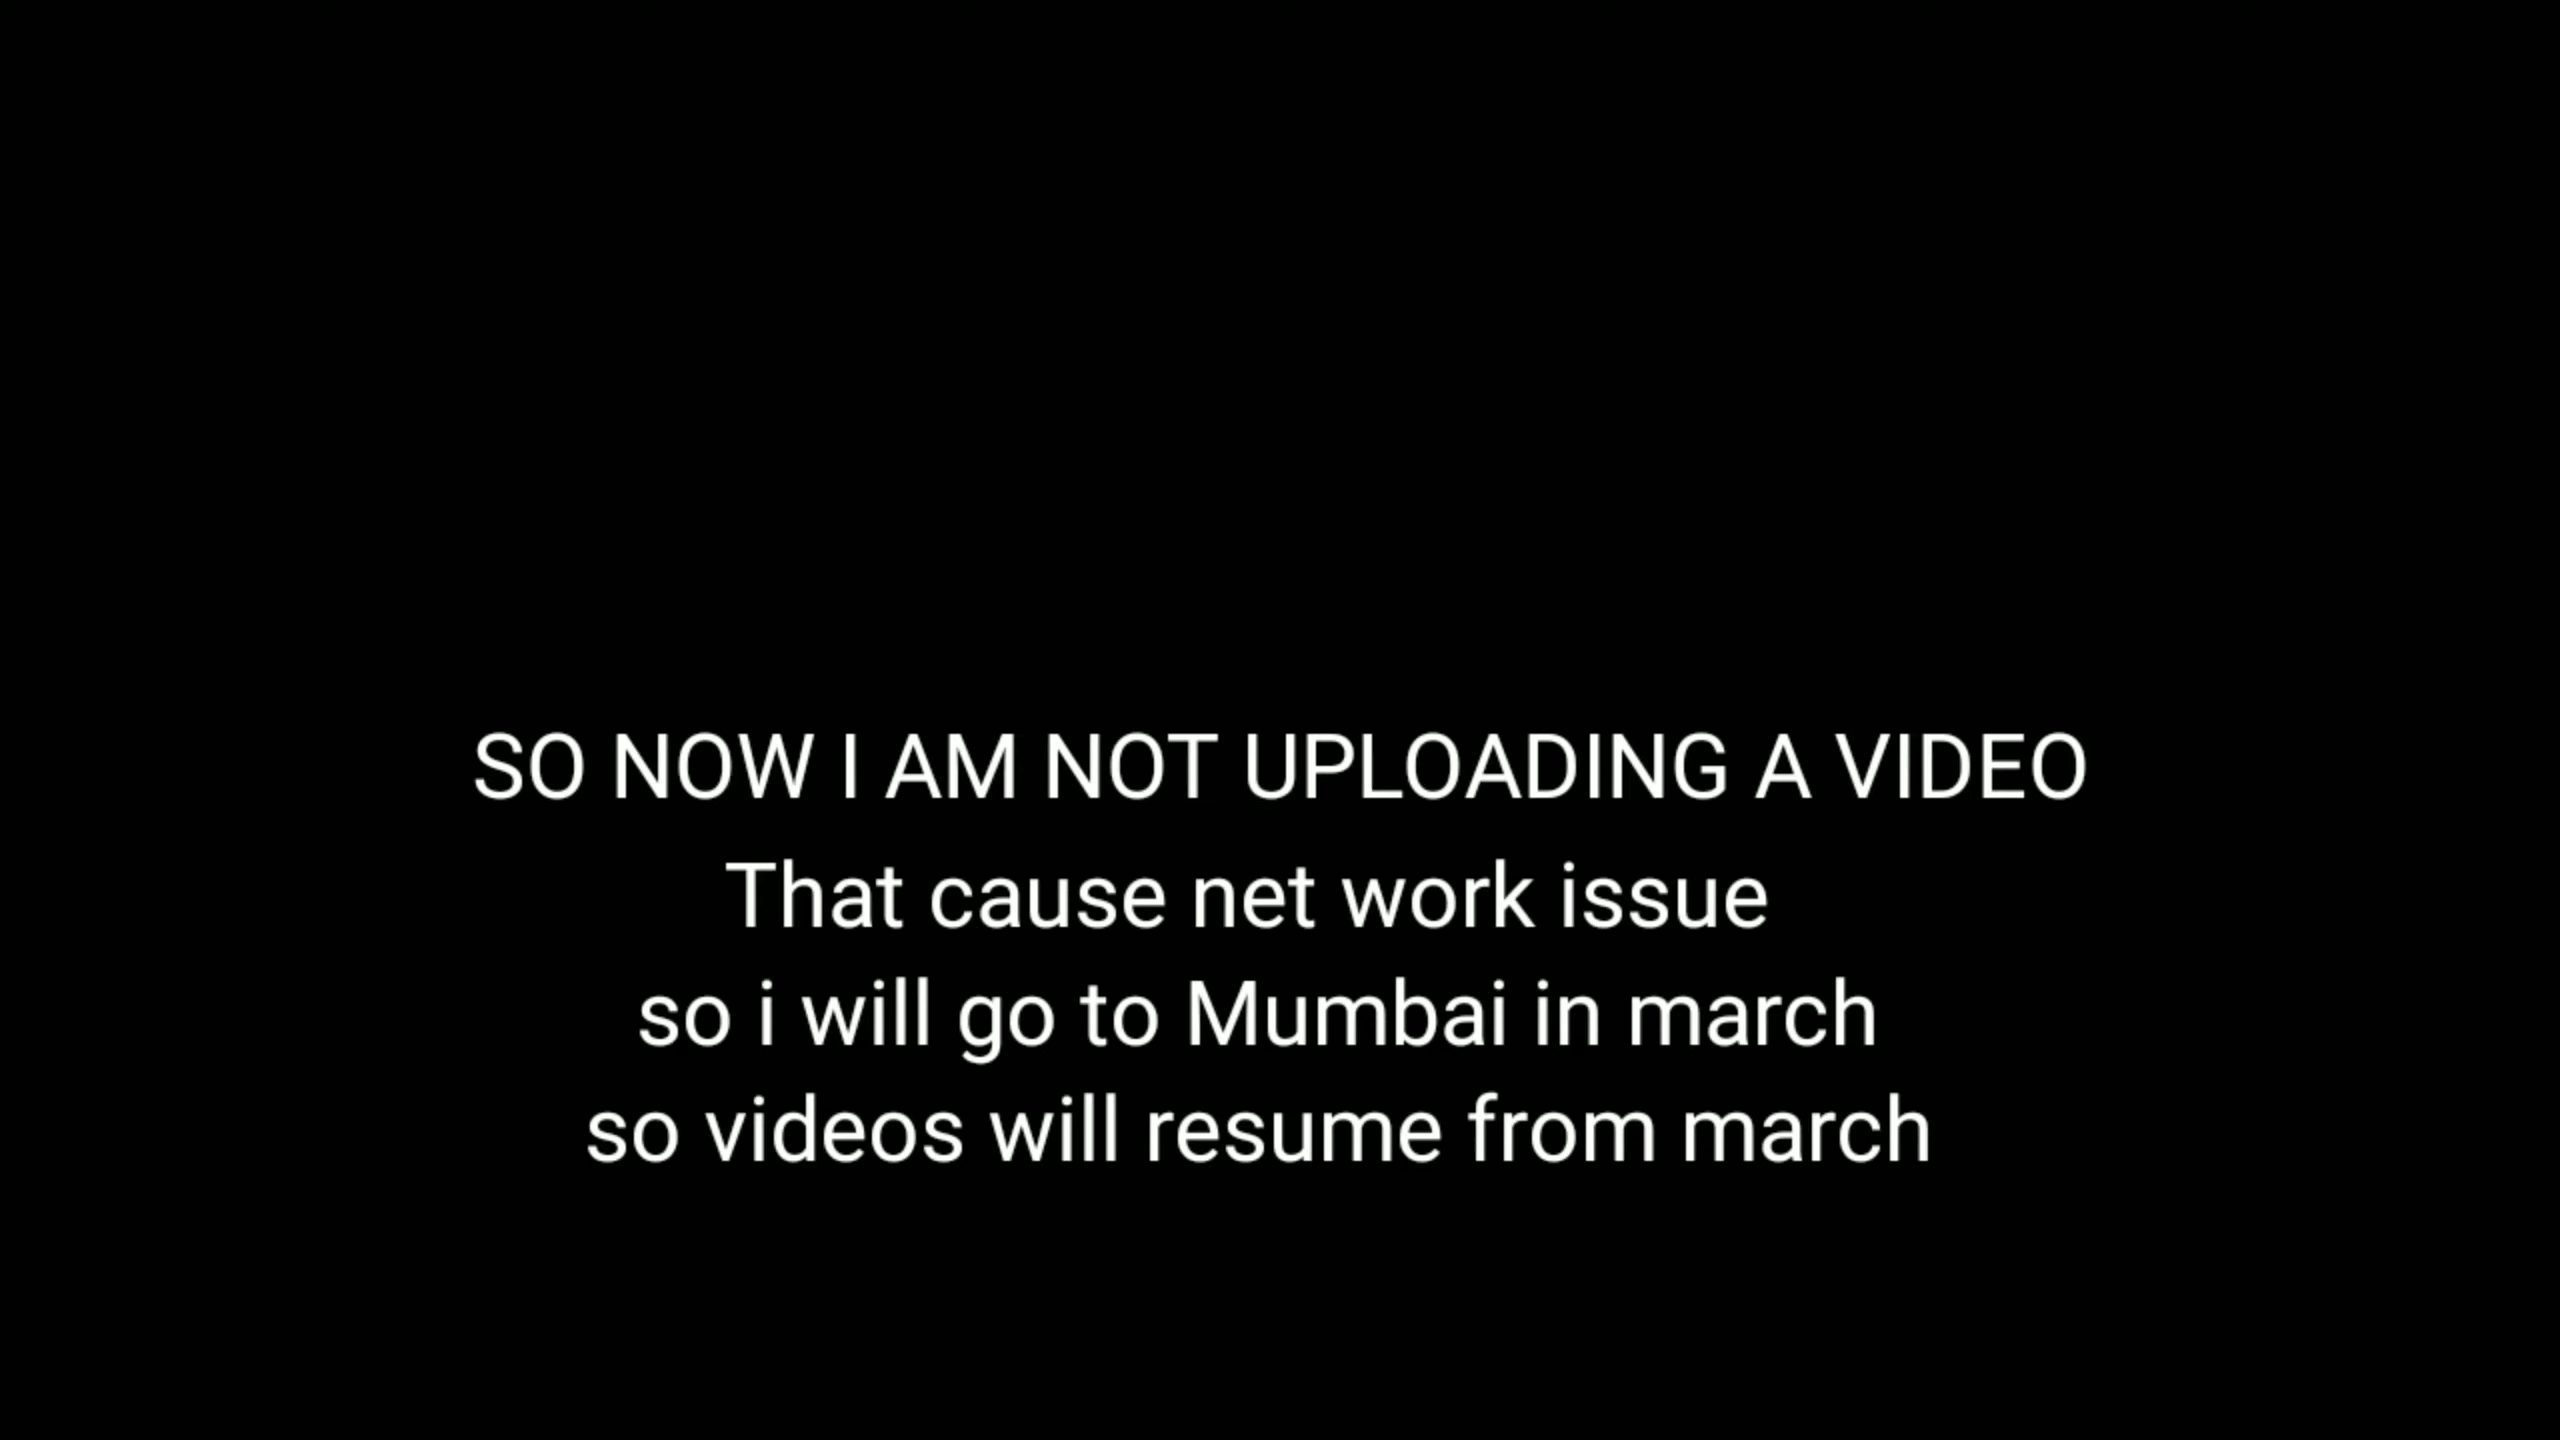 SO NOW I AM NOT UPLOADING A VIDEO
That cause net work issue
so i will go to Mumbai in march
so videos will resume from march